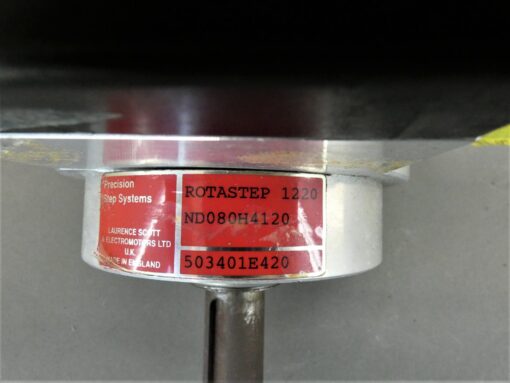 Precision
Step Systems
LAURENCE SCOTT
& ELECTROMOTORS LTD
U.K.
MADE IN ENGLAND
ROTASTEP 1220
ND080H4120
503401E420